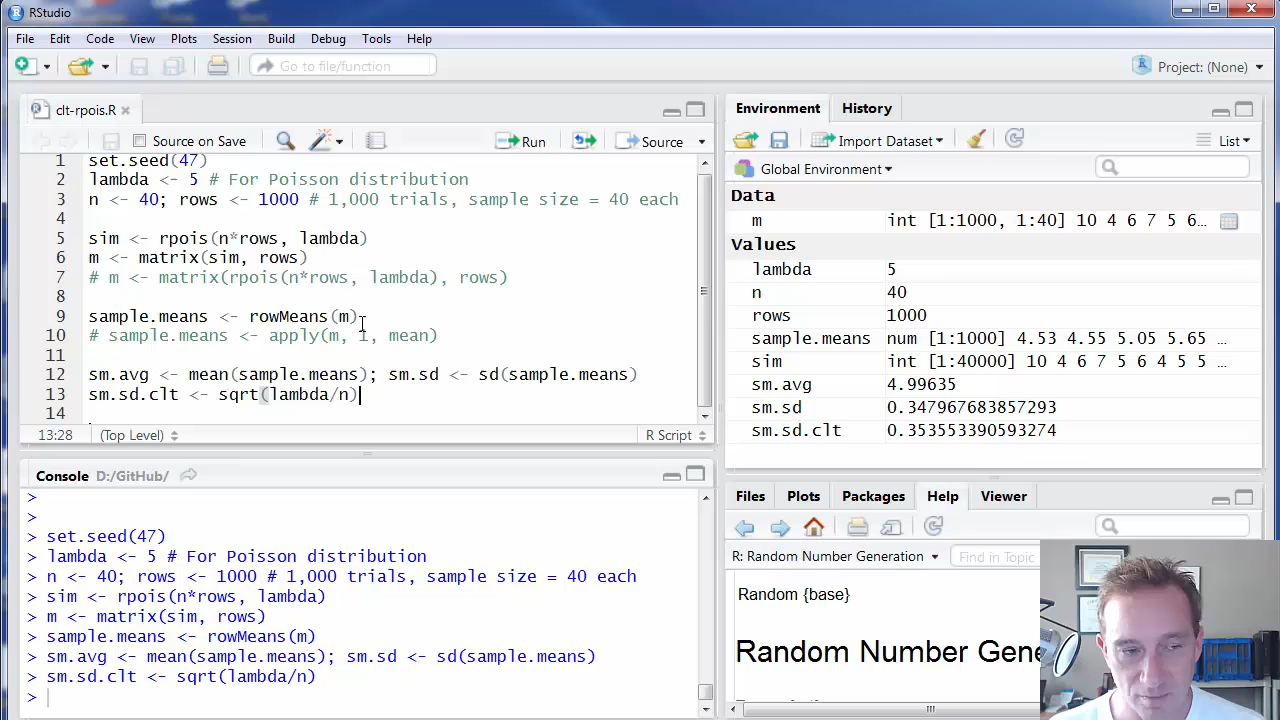 RStudio
File Edit Code View Plots Session Build Debug Tools Help
Go to file/function
Project: (None)
clt-rpois.R
Source on Save
Run
Source
1 set.seed(47)
2 lambda <- 5 # For Poisson distribution
3 n <- 40; rows <- 1000 # 1,000 trials, sample size = 40 each
4
5 sim <- rpois(n*rows, lambda)
6 m <- matrix(sim, rows)
7 # m <- matrix(rpois(n*rows, lambda), rows)
8
9 sample.means <- rowMeans(m)
10 # sample.means <- apply(m, 1, mean)
11
12 sm.avg <- mean(sample.means); sm.sd <- sd(sample.means)
13 sm.sd.clt <- sqrt(lambda/n)
14
13:28 (Top Level) R Script
Console D:/GitHub/
>
>
> set.seed(47)
> lambda <- 5 # For Poisson distribution
> n <- 40; rows <- 1000 # 1,000 trials, sample size = 40 each
> sim <- rpois(n*rows, lambda)
> m <- matrix(sim, rows)
> sample.means <- rowMeans(m)
> sm.avg <- mean(sample.means); sm.sd <- sd(sample.means)
> sm.sd.clt <- sqrt(lambda/n)
>
Environment History
Import Dataset List
Global Environment
Data
m int [1:1000, 1:40] 10 4 6 7 5 6…
Values
lambda 5
n 40
rows 1000
sample.means num [1:1000] 4.53 4.55 5.05 5.65 …
sim int [1:40000] 10 4 6 7 5 6 4 5 5 …
sm.avg 4.99635
sm.sd 0.347967683857293
sm.sd.clt 0.353553390593274
Files Plots Packages Help Viewer
R: Random Number Generation Find in Topic
Random {base}
Random Number Gene